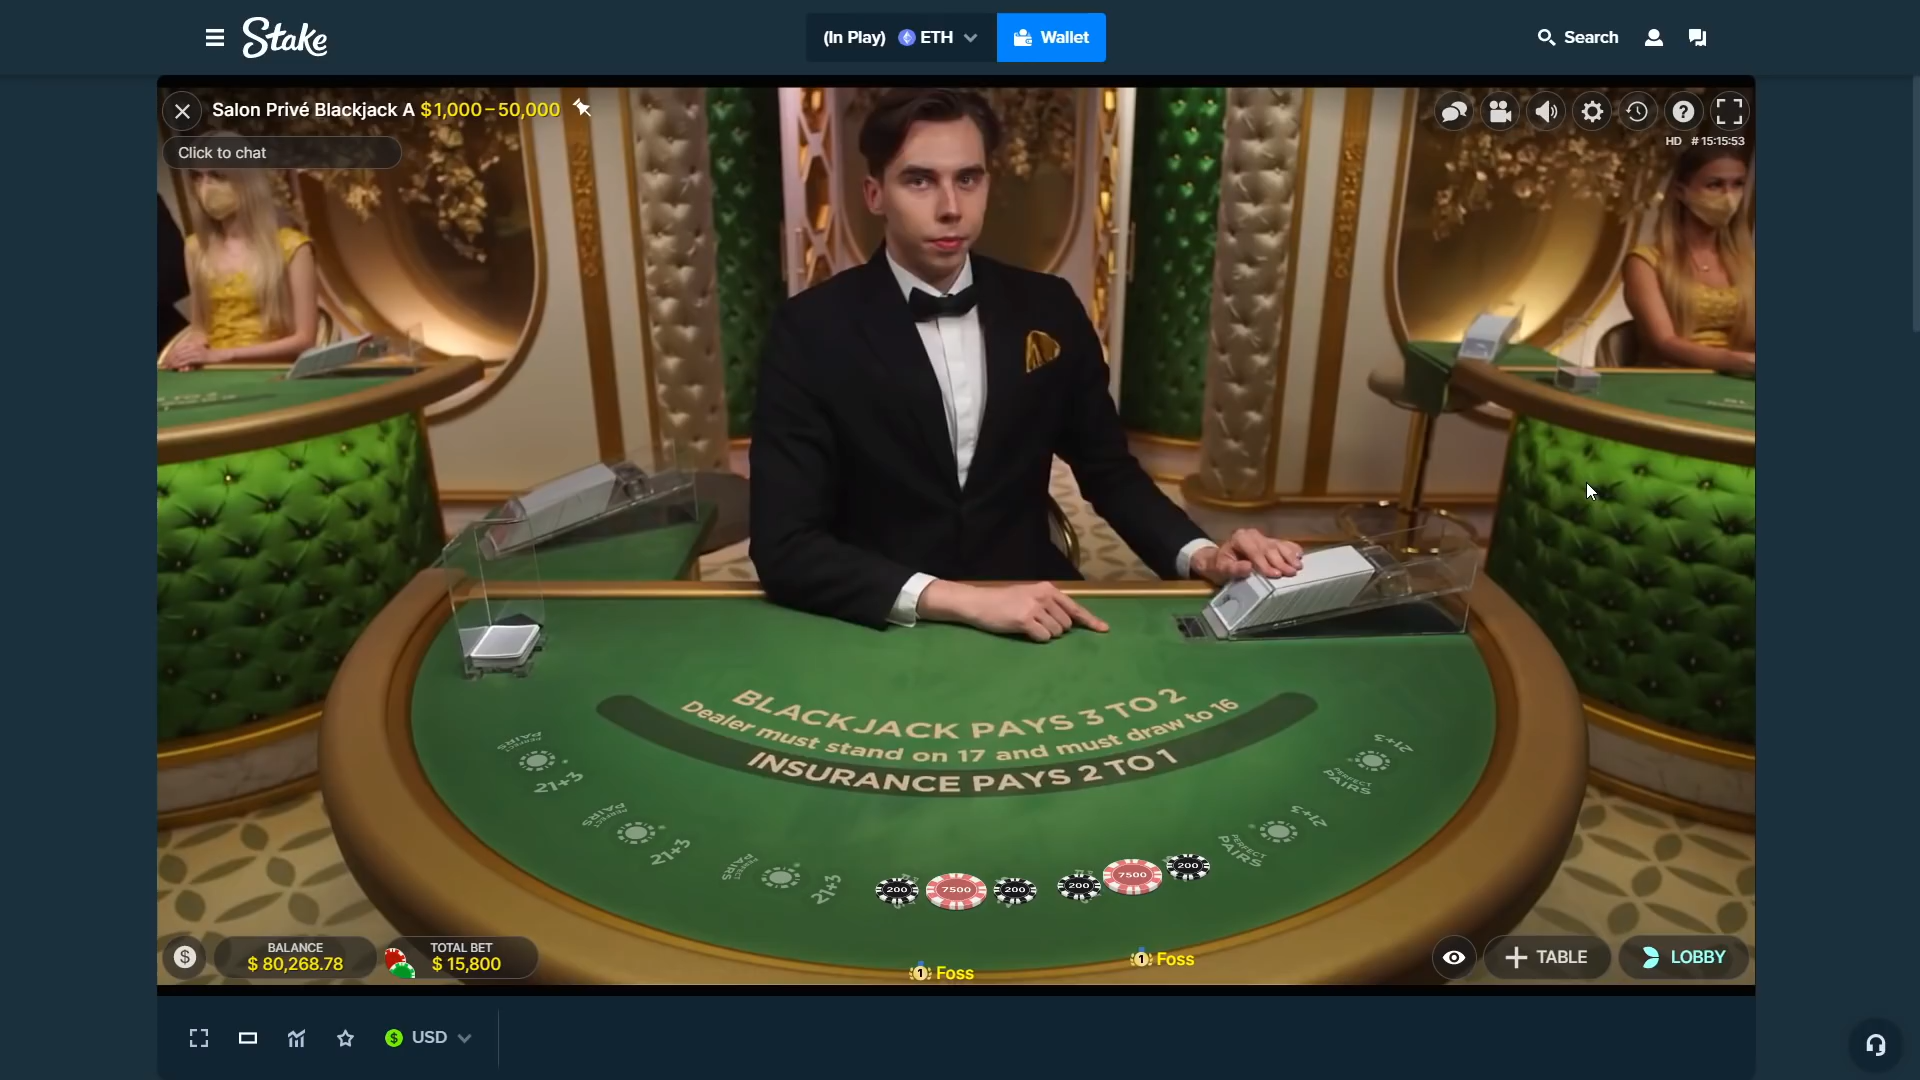 Stake
(In Play) ETH
Wallet
Search
Salon Privé Blackjack A $1,000–50,000
Click to chat
HD # 15:15:53
BLACKJACK PAYS 3 TO 2
Dealer must stand on 17 and must draw to 16
INSURANCE PAYS 2 TO 1
PERFECT PAIRS
21+3
PERFECT PAIRS
21+3
PERFECT PAIRS
21+3
200
7500
200
200
7500
200
PERFECT PAIRS
21+3
PERFECT PAIRS
21+3
BALANCE
$ 80,268.78
TOTAL BET
$ 15,800
1 Foss
1 Foss
TABLE
LOBBY
USD